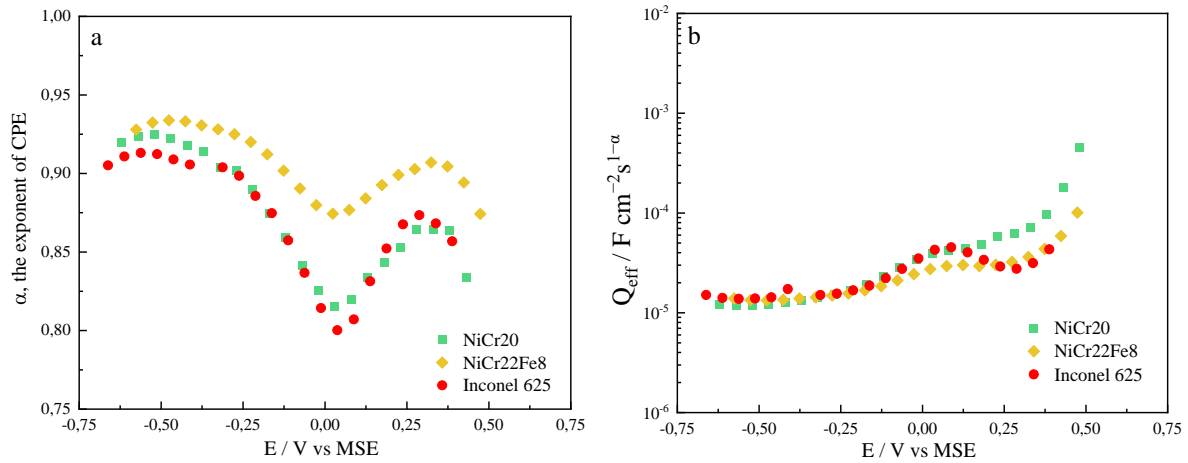 a
α, the exponent of CPE
1,00
0,95
0,90
0,85
0,80
0,75
-0,75
-0,50
-0,25
0,00
0,25
0,50
0,75
E / V vs MSE
NiCr20
NiCr22Fe8
Inconel 625
b
Q_eff / F cm⁻²s¹⁻ᵅ
10⁻²
10⁻³
10⁻⁴
10⁻⁵
10⁻⁶
-0,75
-0,50
-0,25
0,00
0,25
0,50
0,75
E / V vs MSE
NiCr20
NiCr22Fe8
Inconel 625